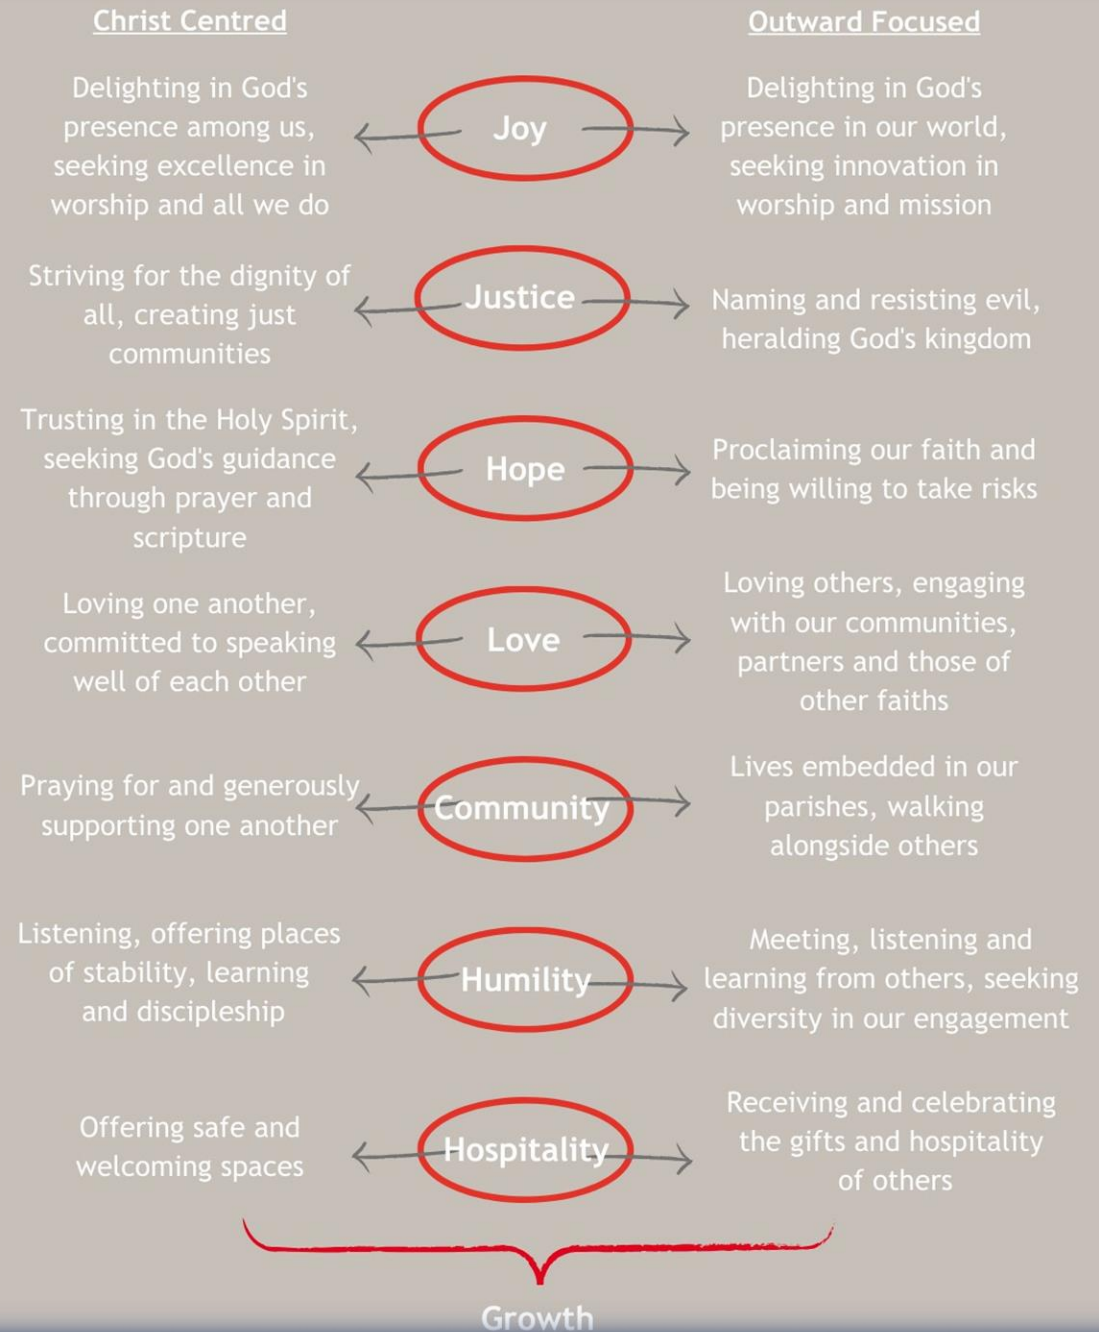 Christ Centred
Outward Focused
Delighting in God's
presence among us,
seeking excellence in
worship and all we do
Joy
Delighting in God's
presence in our world,
seeking innovation in
worship and mission
Striving for the dignity of
all, creating just
communities
Justice
Naming and resisting evil,
heralding God's kingdom
Trusting in the Holy Spirit,
seeking God's guidance
through prayer and
scripture
Hope
Proclaiming our faith and
being willing to take risks
Loving one another,
committed to speaking
well of each other
Love
Loving others, engaging
with our communities,
partners and those of
other faiths
Praying for and generously
supporting one another
Community
Lives embedded in our
parishes, walking
alongside others
Listening, offering places
of stability, learning
and discipleship
Humility
Meeting, listening and
learning from others, seeking
diversity in our engagement
Offering safe and
welcoming spaces
Hospitality
Receiving and celebrating
the gifts and hospitality
of others
Growth